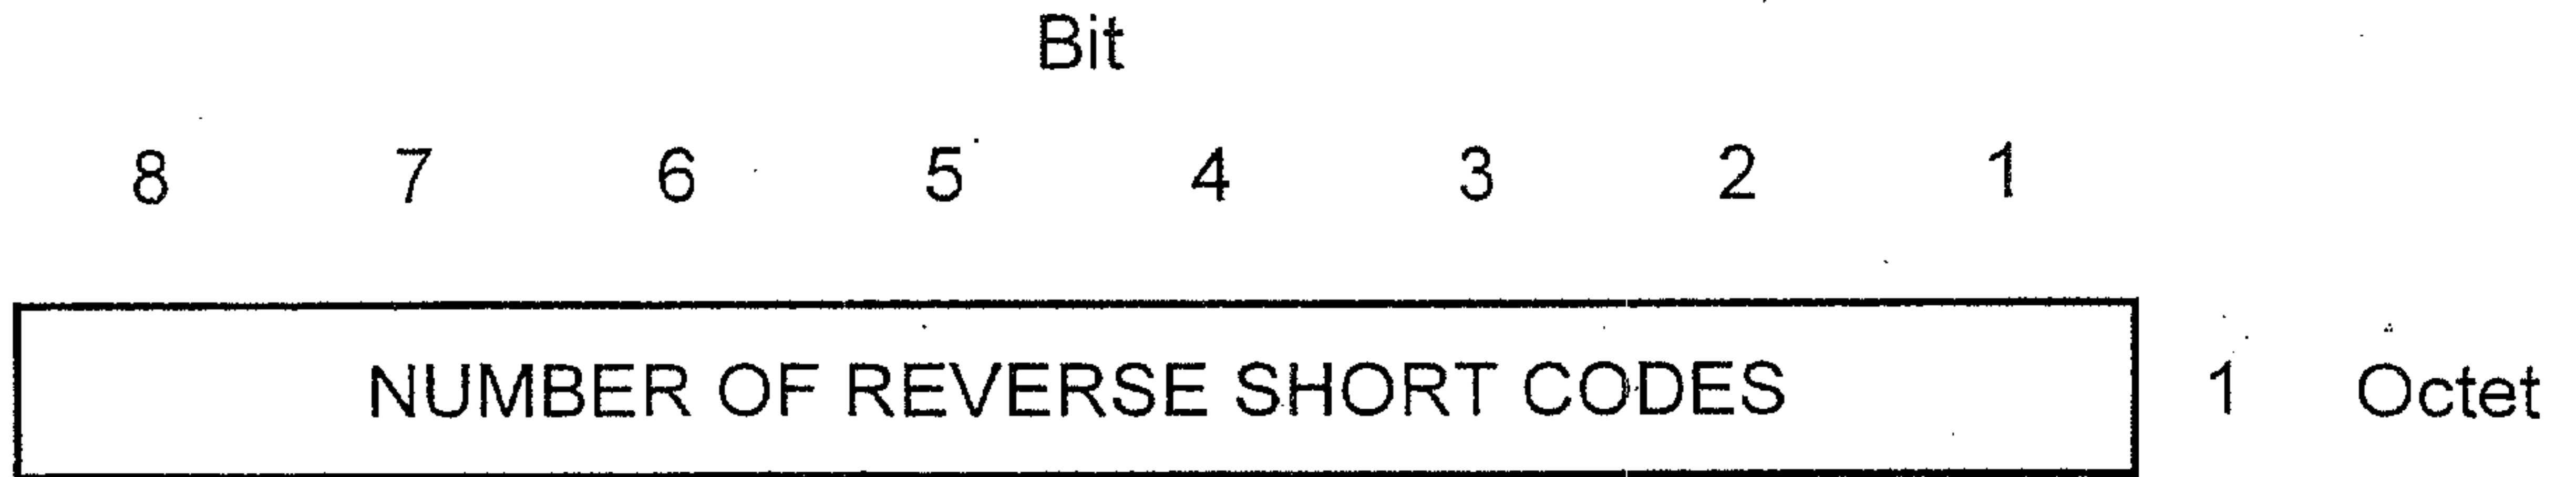 Bit
8 7 6 5 4 3 2 1
NUMBER OF REVERSE SHORT CODES 1 Octet